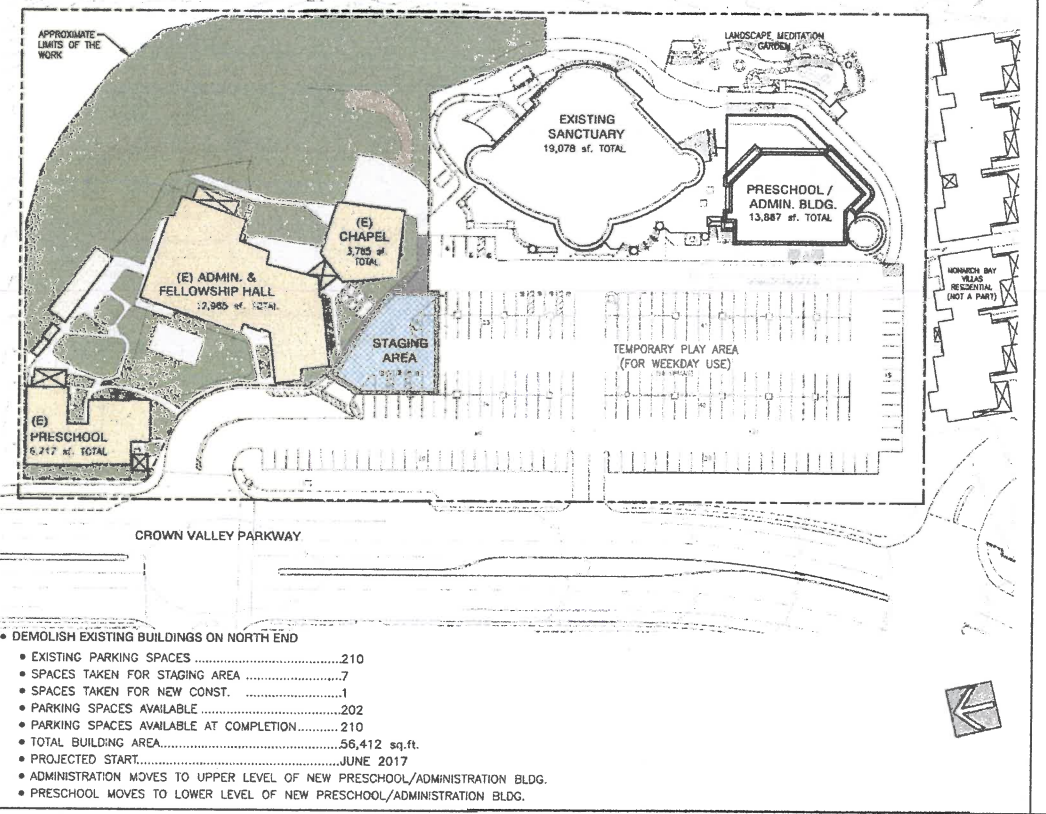 APPROXIMATE
LIMITS OF THE
WORK
LANDSCAPE MEDITATION
GARDEN
EXISTING
SANCTUARY
19,078 sf. TOTAL
PRESCHOOL /
ADMIN. BLDG.
13,887 sf. TOTAL
(E)
CHAPEL
3,785 sf.
TOTAL
(E) ADMIN. &
FELLOWSHIP HALL
12,965 sf. TOTAL
MONARCH BAY
VILLAS
RESIDENTIAL
(NOT A PART)
STAGING
AREA
TEMPORARY PLAY AREA
(FOR WEEKDAY USE)
(E)
PRESCHOOL
6,717 sf. TOTAL
CROWN VALLEY PARKWAY
• DEMOLISH EXISTING BUILDINGS ON NORTH END
• EXISTING PARKING SPACES ...................................210
• SPACES TAKEN FOR STAGING AREA .......................7
• SPACES TAKEN FOR NEW CONST. .......................1
• PARKING SPACES AVAILABLE ..................................202
• PARKING SPACES AVAILABLE AT COMPLETION..........210
• TOTAL BUILDING AREA...........................................56,412 sq.ft.
• PROJECTED START.................................................JUNE 2017
• ADMINISTRATION MOVES TO UPPER LEVEL OF NEW PRESCHOOL/ADMINISTRATION BLDG.
• PRESCHOOL MOVES TO LOWER LEVEL OF NEW PRESCHOOL/ADMINISTRATION BLDG.